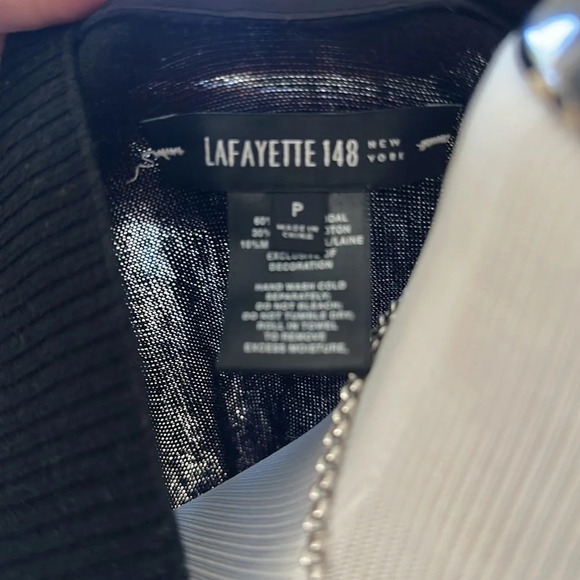 LAFAYETTE 148 NEW YORK
P
MADE IN
CHINA
EXCLUSIVE OF
DECORATION
HAND WASH COLD
SEPARATELY.
DO NOT BLEACH.
DO NOT TUMBLE DRY.
ROLL IN TOWEL
TO REMOVE
EXCESS MOISTURE.